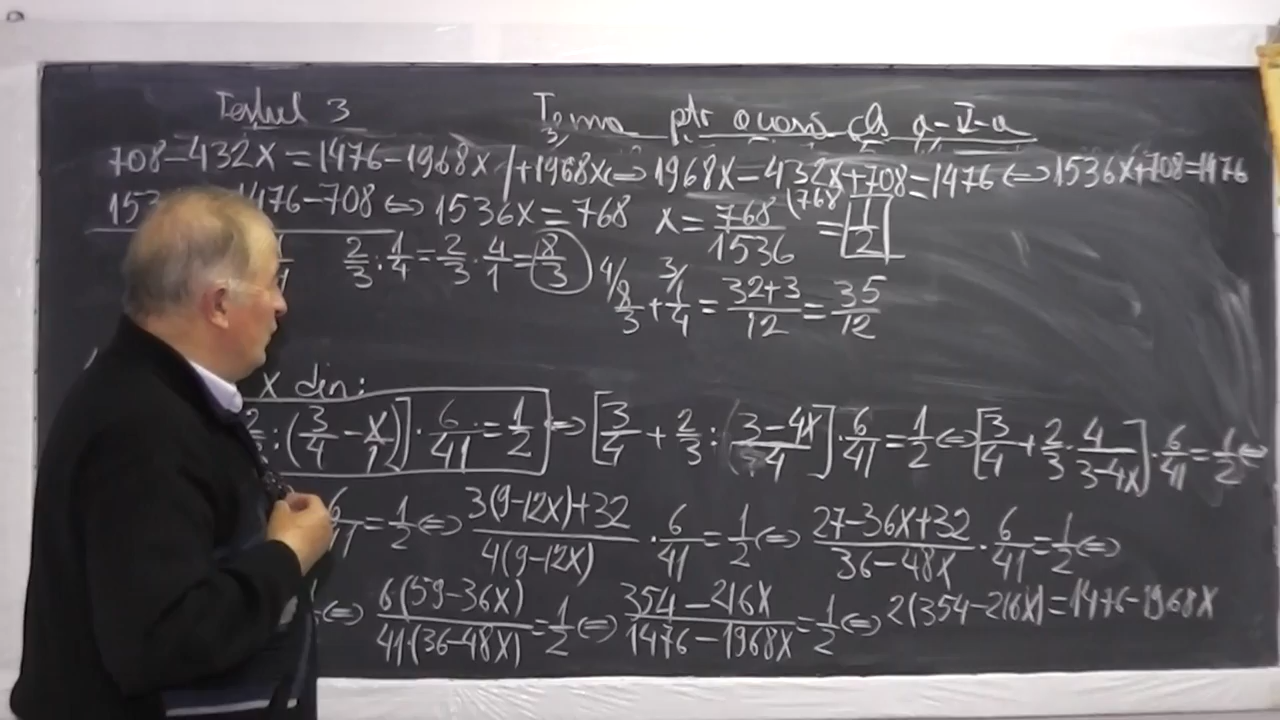 Testul 3 Tema ptr acasă cls a-V-a
708-432x=1476-1968x /+1968x⇔1968x-432x+708=1476⇔1536x+708=1476
153 1476-708⇔1536x=768 x=768/1536 (768 = 1/2
2/3:1/4=2/3·4/1=8/3 4/ 8/3+ 3/ 1/4=(32+3)/12=35/12
x din:
:(3/4-x/1)]·6/41=1/2⇔[3/4+2/3:(3-4x)/4]·6/41=1/2⇔[3/4+2/3·4/(3-4x)]·6/41=1/2⇔
=1/2⇔(3(9-12x)+32)/(4(9-12x))·6/41=1/2⇔(27-36x+32)/(36-48x)·6/41=1/2⇔
⇔6(59-36x)/(41(36-48x))=1/2⇔(354-216x)/(1476-1968x)=1/2⇔2(354-216x)=1476-1968x